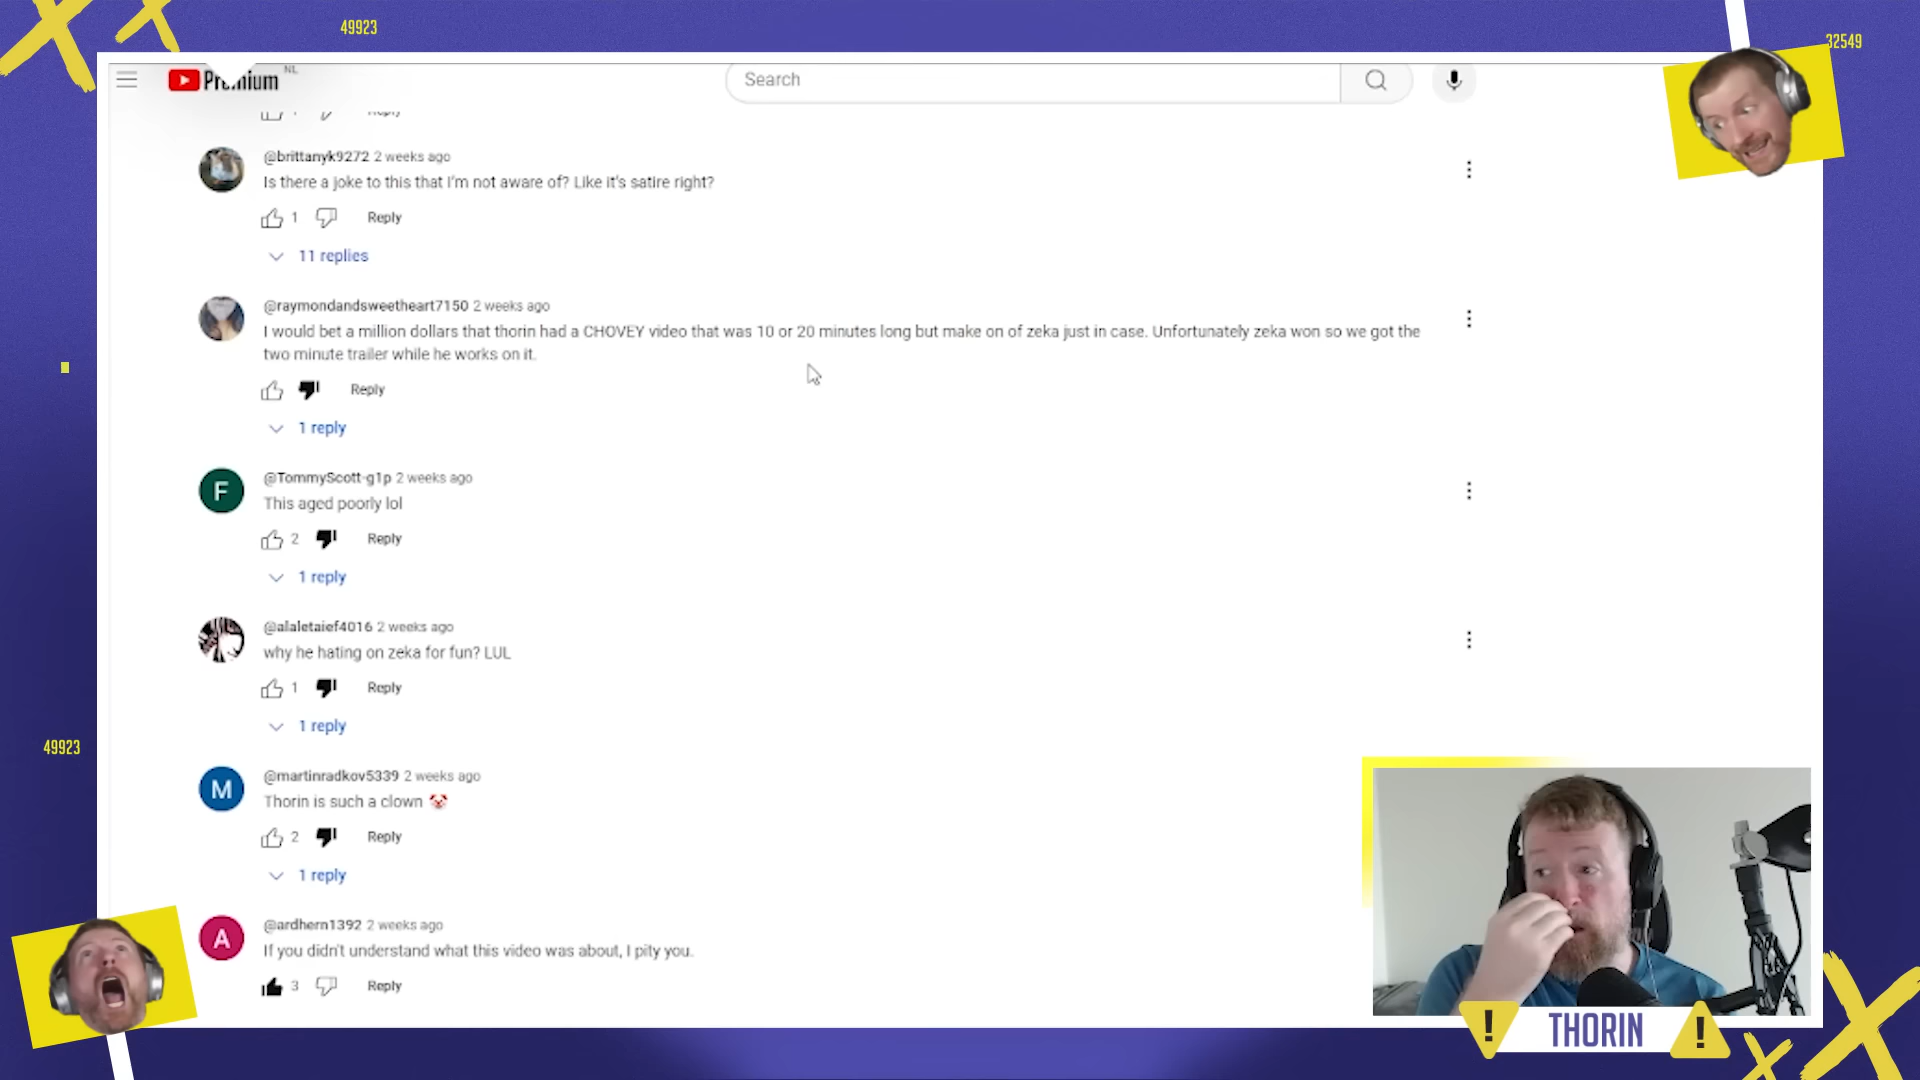 49923
32549
Premium NL
Search
Reply
@brittanyk9272 2 weeks ago
Is there a joke to this that I'm not aware of? Like it's satire right?
1 Reply
11 replies
@raymondandsweetheart7150 2 weeks ago
I would bet a million dollars that thorin had a CHOVEY video that was 10 or 20 minutes long but make on of zeka just in case. Unfortunately zeka won so we got the
two minute trailer while he works on it.
Reply
1 reply
F
@TommyScott-g1p 2 weeks ago
This aged poorly lol
2 Reply
1 reply
@alaletaief4016 2 weeks ago
why he hating on zeka for fun? LUL
1 Reply
1 reply
49923
M
@martinradkov5339 2 weeks ago
Thorin is such a clown 🤡
2 Reply
1 reply
A
@ardhern1392 2 weeks ago
If you didn't understand what this video was about, I pity you.
3 Reply
! THORIN !